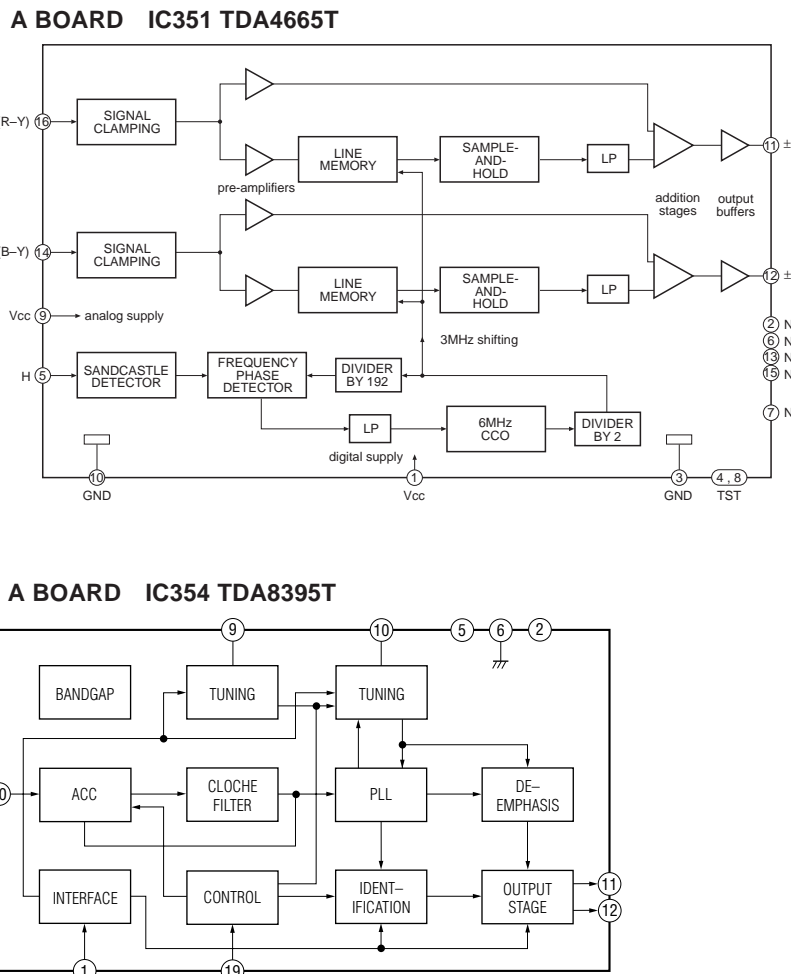 A BOARD IC351 TDA4665T
R–Y) 16
SIGNAL
CLAMPING
pre-amplifiers
LINE
MEMORY
SAMPLE-
AND-
HOLD
LP
addition
stages
output
buffers
11 ±
B–Y) 14
SIGNAL
CLAMPING
LINE
MEMORY
SAMPLE-
AND-
HOLD
LP
12 ±
Vcc 9 analog supply
3MHz shifting
2 N
6 N
13 N
15 N
7 N
H 5
SANDCASTLE
DETECTOR
FREQUENCY
PHASE
DETECTOR
DIVIDER
BY 192
LP
6MHz
CCO
DIVIDER
BY 2
digital supply
10
GND
1
Vcc
3
GND
4 , 8
TST
A BOARD IC354 TDA8395T
9
10
5
6
2
BANDGAP
TUNING
TUNING
0
ACC
CLOCHE
FILTER
PLL
DE–
EMPHASIS
INTERFACE
CONTROL
IDENT–
IFICATION
OUTPUT
STAGE
11
12
1
19